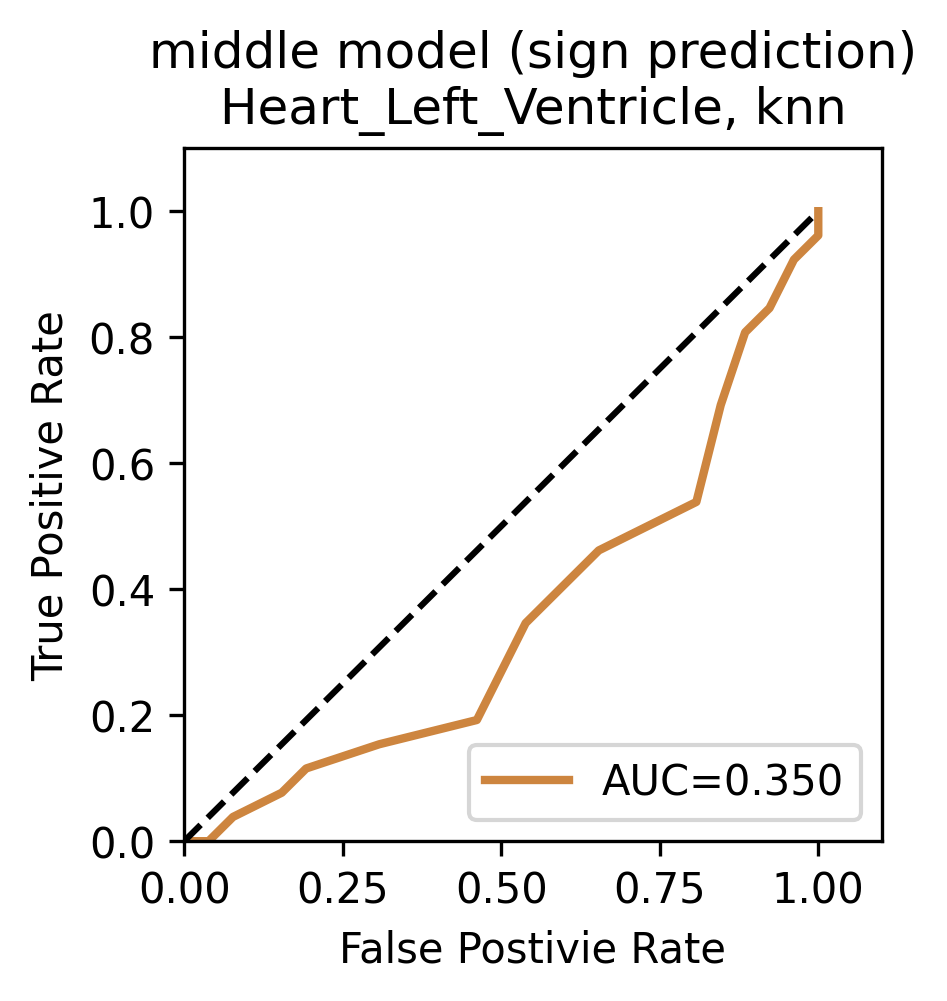 middle model (sign prediction)
Heart_Left_Ventricle, knn
True Positive Rate
1.0
0.8
0.6
0.4
0.2
0.0
AUC=0.350
0.00 0.25 0.50 0.75 1.00
False Postivie Rate